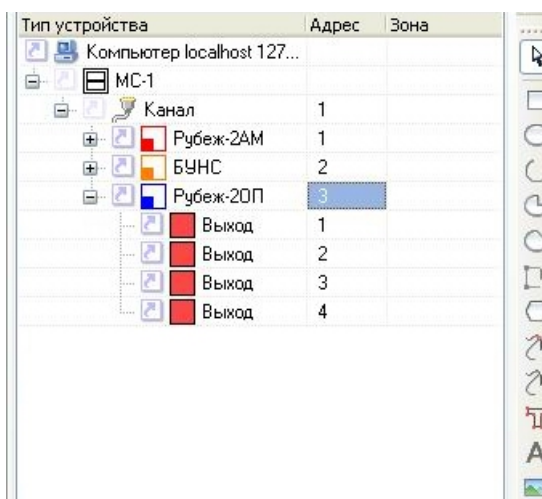 Тип устройства Адрес Зона
Компьютер localhost 127...
МС-1
Канал 1
Рубеж-2АМ 1
БУНС 2
Рубеж-2ОП 3
Выход 1
Выход 2
Выход 3
Выход 4
A